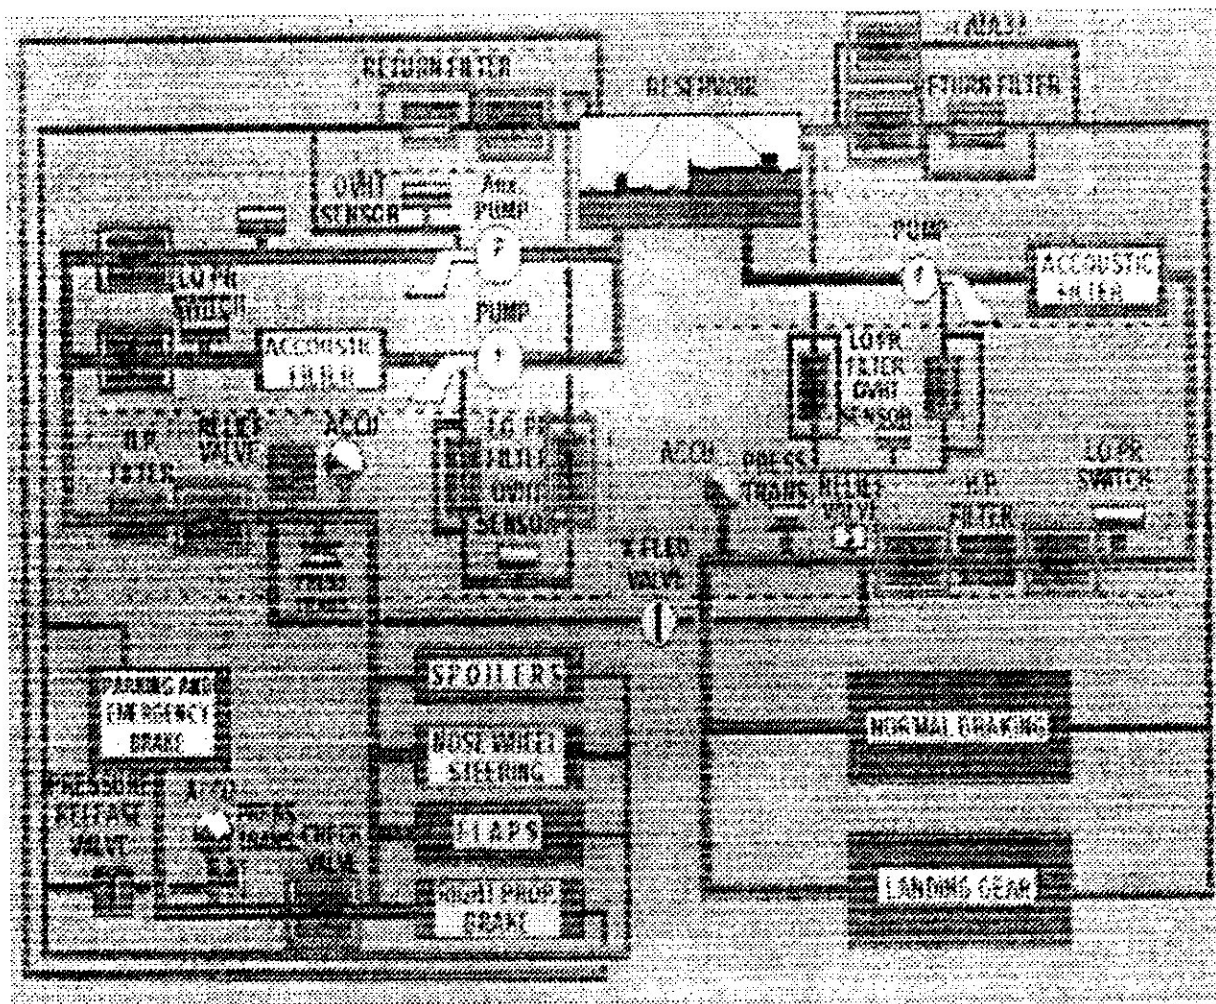 RETURN FILTER
RESERVOIR
OVHT
SENSOR
AUX.
PUMP
PUMP
ACCOUSTIC
FILTER
LO PR
SWITCH
PUMP
ACCOUSTIC
FILTER
LO PR
FILTER
OVHT
SENSOR
H.P.
FILTER
RELIEF
VALVE
ACCU
LO PR
FILTER
OVHT
ACCU
PRESS
TRANS
RELIEF
VALVE
H.P.
FILTER
LO PR
SWITCH
X FEED
VALVE
SPOILERS
PARKING AND
EMERGENCY
BRAKE
NOSE WHEEL
STEERING
NORMAL BRAKING
PRESSURE
RELEASE
VALVE
ACCU
PRESS
TRANS
CHECK
VALVE
FLAPS
RIGHT PROP.
BRAKE
LANDING GEAR